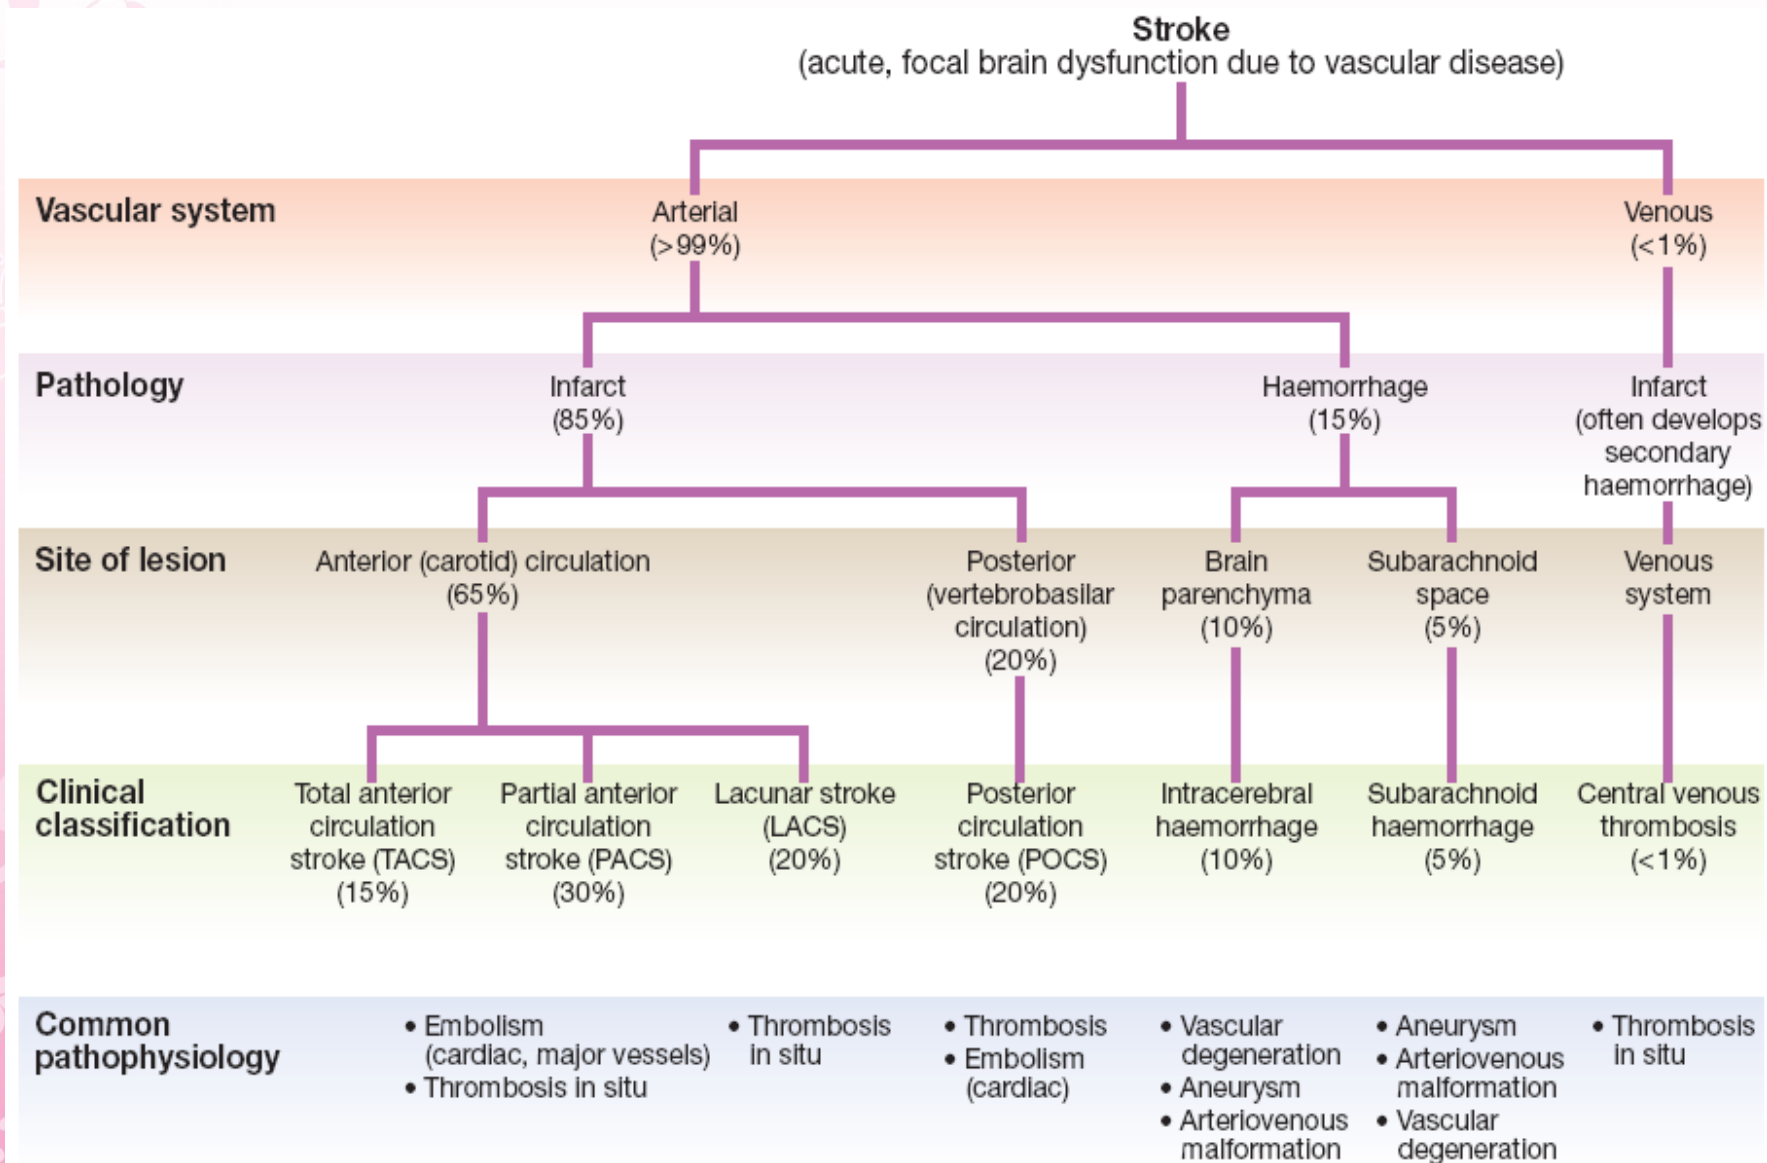 Stroke
(acute, focal brain dysfunction due to vascular disease)
Vascular system
Arterial
(>99%)
Venous
(<1%)
Pathology
Infarct
(85%)
Haemorrhage
(15%)
Infarct
(often develops
secondary
haemorrhage)
Site of lesion
Anterior (carotid) circulation
(65%)
Posterior
(vertebrobasilar
circulation)
(20%)
Brain
parenchyma
(10%)
Subarachnoid
space
(5%)
Venous
system
Clinical
classification
Total anterior
circulation
stroke (TACS)
(15%)
Partial anterior
circulation
stroke (PACS)
(30%)
Lacunar stroke
(LACS)
(20%)
Posterior
circulation
stroke (POCS)
(20%)
Intracerebral
haemorrhage
(10%)
Subarachnoid
haemorrhage
(5%)
Central venous
thrombosis
(<1%)
Common
pathophysiology
• Embolism
(cardiac, major vessels)
• Thrombosis in situ
• Thrombosis
in situ
• Thrombosis
• Embolism
(cardiac)
• Vascular
degeneration
• Aneurysm
• Arteriovenous
malformation
• Aneurysm
• Arteriovenous
malformation
• Vascular
degeneration
• Thrombosis
in situ